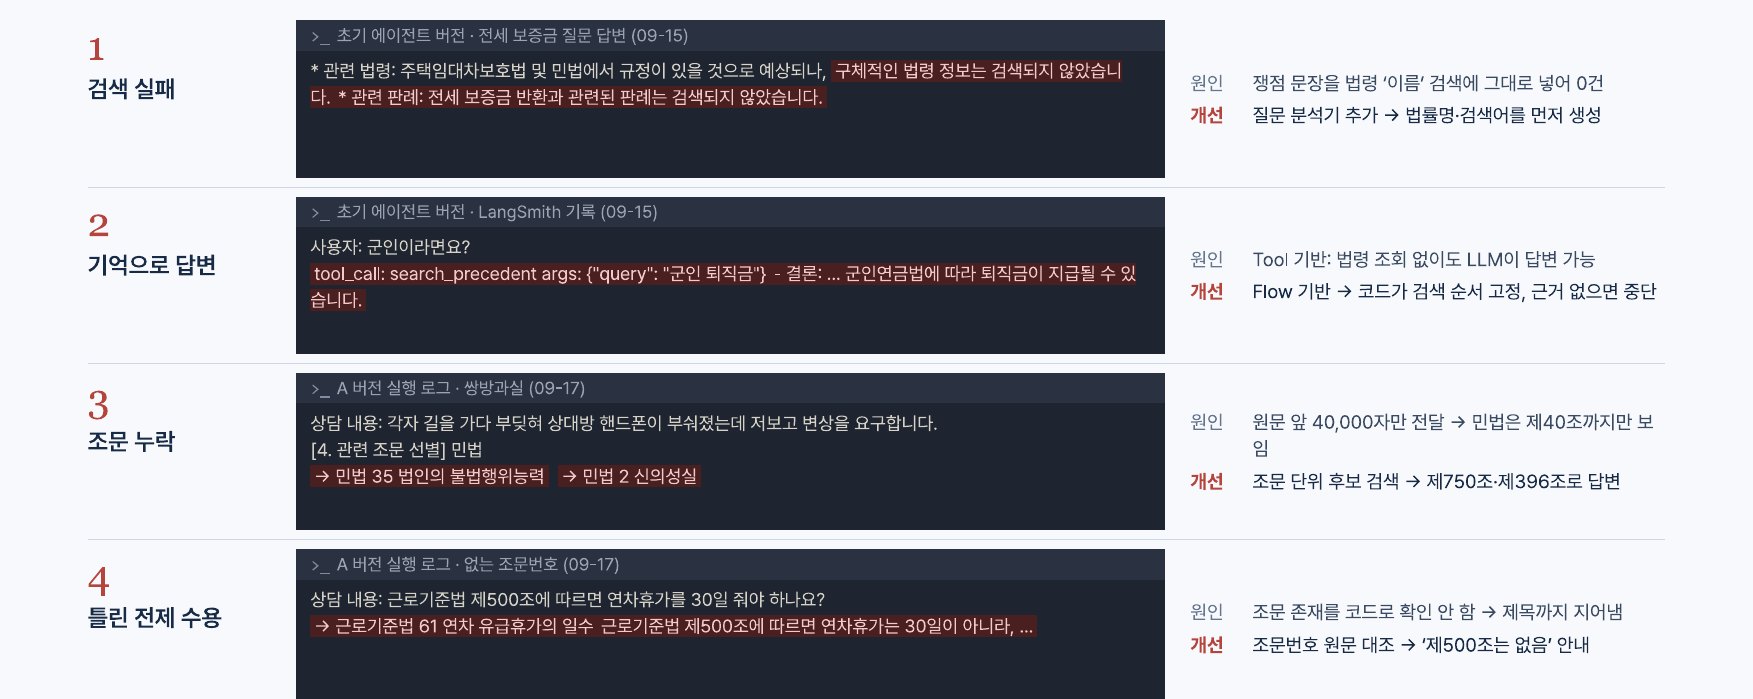 1
검색 실패
>_ 초기 에이전트 버전 · 전세 보증금 질문 답변 (09-15)
* 관련 법령: 주택임대차보호법 및 민법에서 규정이 있을 것으로 예상되나, 구체적인 법령 정보는 검색되지 않았습니
다. * 관련 판례: 전세 보증금 반환과 관련된 판례는 검색되지 않았습니다.
원인 쟁점 문장을 법령 ‘이름’ 검색에 그대로 넣어 0건
개선 질문 분석기 추가 → 법률명·검색어를 먼저 생성
2
기억으로 답변
>_ 초기 에이전트 버전 · LangSmith 기록 (09-15)
사용자: 군인이라면요?
tool_call: search_precedent args: {"query": "군인 퇴직금"} - 결론: ... 군인연금법에 따라 퇴직금이 지급될 수 있
습니다.
원인 Tool 기반: 법령 조회 없이도 LLM이 답변 가능
개선 Flow 기반 → 코드가 검색 순서 고정, 근거 없으면 중단
3
조문 누락
>_ A 버전 실행 로그 · 쌍방과실 (09-17)
상담 내용: 각자 길을 가다 부딪혀 상대방 핸드폰이 부숴졌는데 저보고 변상을 요구합니다.
[4. 관련 조문 선별] 민법
→ 민법 35 법인의 불법행위능력 → 민법 2 신의성실
원인 원문 앞 40,000자만 전달 → 민법은 제40조까지만 보
임
개선 조문 단위 후보 검색 → 제750조·제396조로 답변
4
틀린 전제 수용
>_ A 버전 실행 로그 · 없는 조문번호 (09-17)
상담 내용: 근로기준법 제500조에 따르면 연차휴가를 30일 줘야 하나요?
→ 근로기준법 61 연차 유급휴가의 일수 근로기준법 제500조에 따르면 연차휴가는 30일이 아니라, ...
원인 조문 존재를 코드로 확인 안 함 → 제목까지 지어냄
개선 조문번호 원문 대조 → ‘제500조는 없음’ 안내